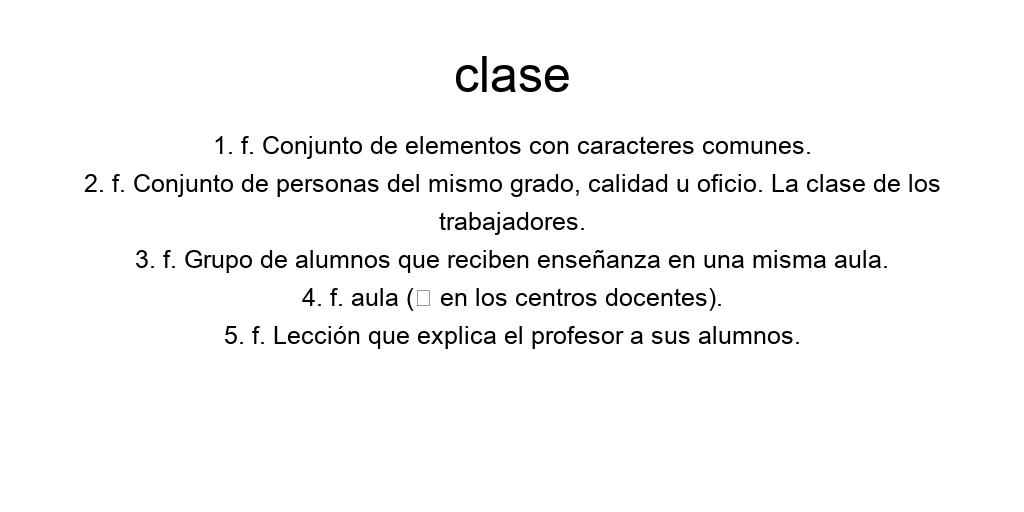 clase
1. f. Conjunto de elementos con caracteres comunes.
2. f. Conjunto de personas del mismo grado, calidad u oficio. La clase de los
trabajadores.
3. f. Grupo de alumnos que reciben enseñanza en una misma aula.
4. f. aula ( en los centros docentes).
5. f. Lección que explica el profesor a sus alumnos.